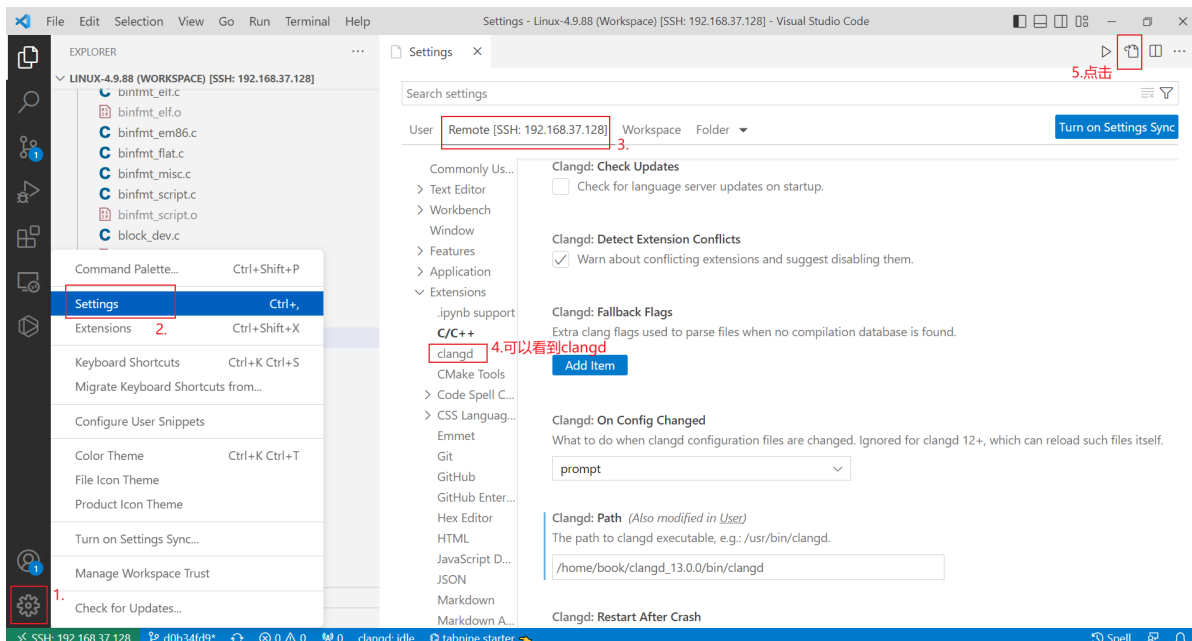 File Edit Selection View Go Run Terminal Help
Settings - Linux-4.9.88 (Workspace) [SSH: 192.168.37.128] - Visual Studio Code
EXPLORER
LINUX-4.9.88 (WORKSPACE) [SSH: 192.168.37.128]
binfmt_elf.c
binfmt_elf.o
binfmt_em86.c
binfmt_flat.c
binfmt_misc.c
binfmt_script.c
binfmt_script.o
block_dev.c
Command Palette... Ctrl+Shift+P
Settings Ctrl+,
2.
Extensions Ctrl+Shift+X
Keyboard Shortcuts Ctrl+K Ctrl+S
Migrate Keyboard Shortcuts from...
Configure User Snippets
Color Theme Ctrl+K Ctrl+T
File Icon Theme
Product Icon Theme
Turn on Settings Sync...
Manage Workspace Trust
Check for Updates...
1.
1
1
Settings
5.点击
Search settings
User Remote [SSH: 192.168.37.128] Workspace Folder
3.
Turn on Settings Sync
Commonly Us...
Text Editor
Workbench
Window
Features
Application
Extensions
.ipynb support
C/C++
clangd
4.可以看到clangd
CMake Tools
Code Spell C...
CSS Languag...
Emmet
Git
GitHub
GitHub Enter...
Hex Editor
HTML
JavaScript D...
JSON
Markdown
Markdown A...
Clangd: Check Updates
Check for language server updates on startup.
Clangd: Detect Extension Conflicts
Warn about conflicting extensions and suggest disabling them.
Clangd: Fallback Flags
Extra clang flags used to parse files when no compilation database is found.
Add Item
Clangd: On Config Changed
What to do when clangd configuration files are changed. Ignored for clangd 12+, which can reload such files itself.
prompt
Clangd: Path (Also modified in User)
The path to clangd executable, e.g.: /usr/bin/clangd.
/home/book/clangd_13.0.0/bin/clangd
Clangd: Restart After Crash
SSH: 192.168.37.128 d0b34fd9* 0 0 0 clangd: idle tabnine starter Spell